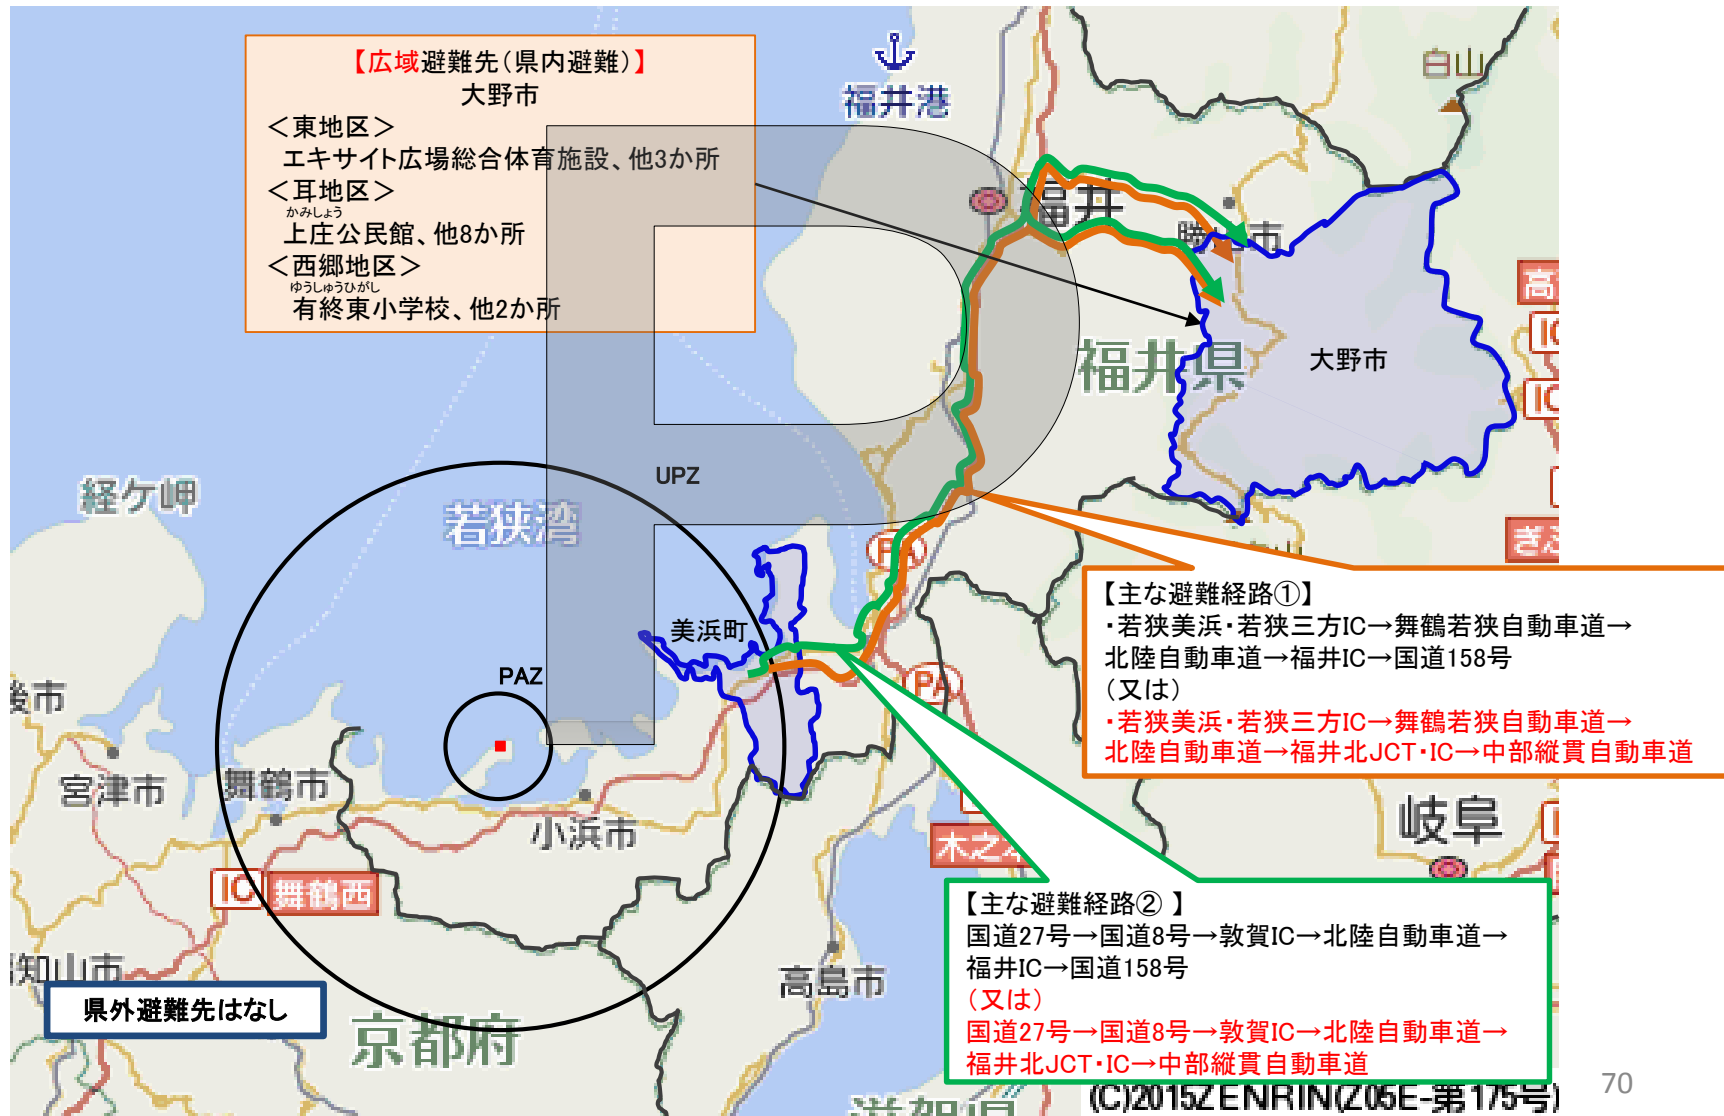 【広域避難先(県内避難)】
大野市
＜東地区＞
エキサイト広場総合体育施設、他3か所
＜耳地区＞
かみしょう
上庄公民館、他8か所
＜西郷地区＞
ゆうしゅうひがし
有終東小学校、他2か所
福井港
白山
福井
勝山市
福井県
大野市
経ケ岬
若狭湾
UPZ
PA
美浜町
PAZ
PA
宮津市
舞鶴市
小浜市
IC
舞鶴西
高島市
京都府
岐阜
県外避難先はなし
【主な避難経路①】
・若狭美浜・若狭三方IC→舞鶴若狭自動車道→
北陸自動車道→福井IC→国道158号
(又は)
・若狭美浜・若狭三方IC→舞鶴若狭自動車道→
北陸自動車道→福井北JCT・IC→中部縦貫自動車道
【主な避難経路② 】
国道27号→国道8号→敦賀IC→北陸自動車道→
福井IC→国道158号
(又は)
国道27号→国道8号→敦賀IC→北陸自動車道→
福井北JCT・IC→中部縦貫自動車道
(C)2015ZENRIN(Z05E-第175号)
70